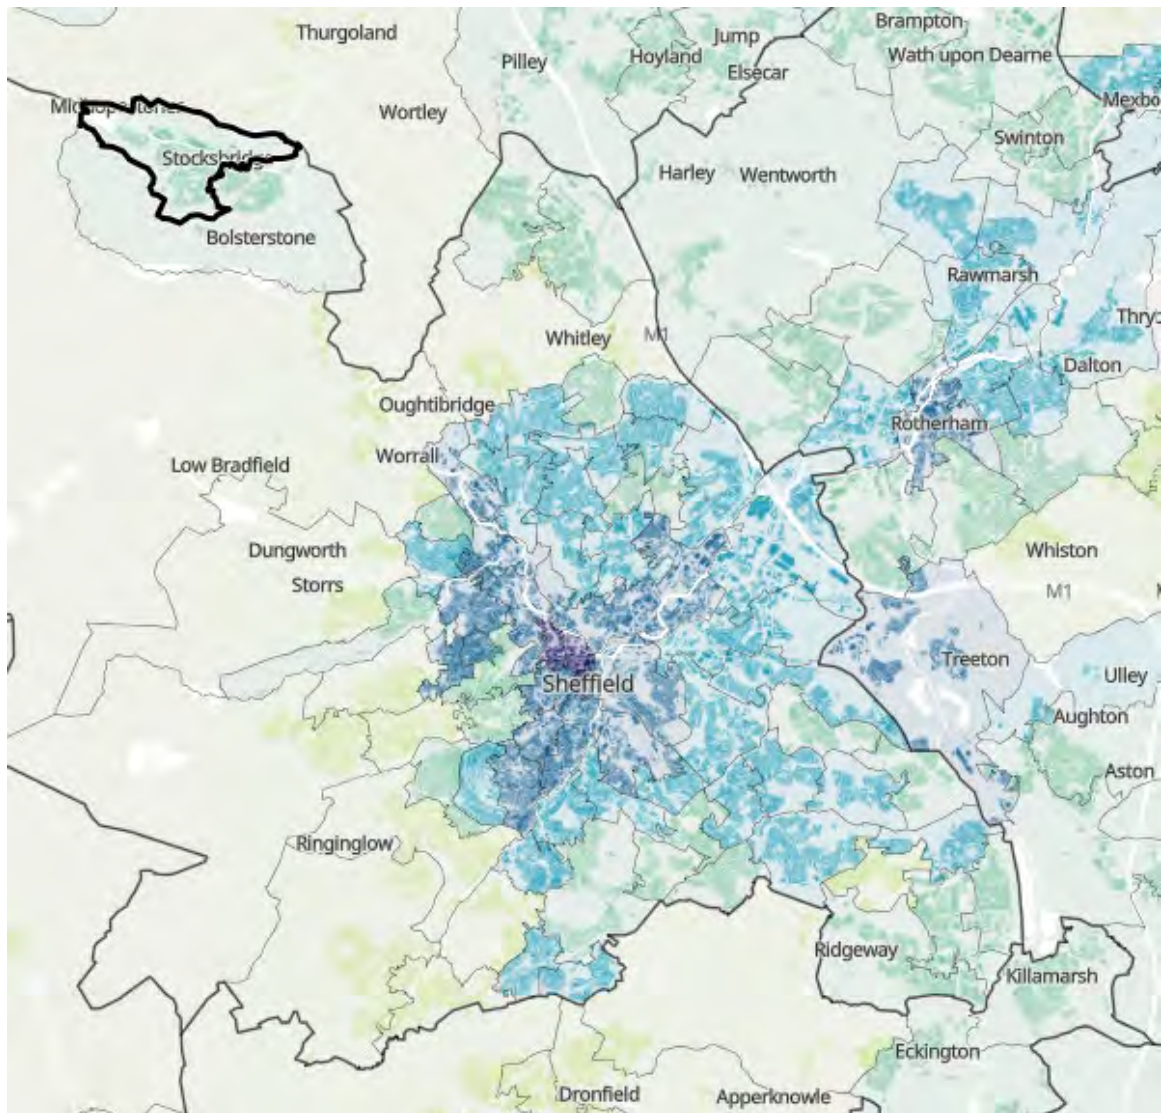 Brampton
Thurgoland
Jump
Pilley
Hoyland
Wath upon Dearne
Elsecar
Wortley
Swinton
Stocksbridge
Harley
Wentworth
Bolsterstone
Rawmarsh
M1
Whitley
Dalton
Oughtibridge
Rotherham
Worrall
Low Bradfield
Dungworth
Whiston
Storrs
M1
Treeton
Sheffield
Ulley
Aughton
Aston
Ringinglow
Ridgeway
Killamarsh
Eckington
Dronfield
Apperknowle